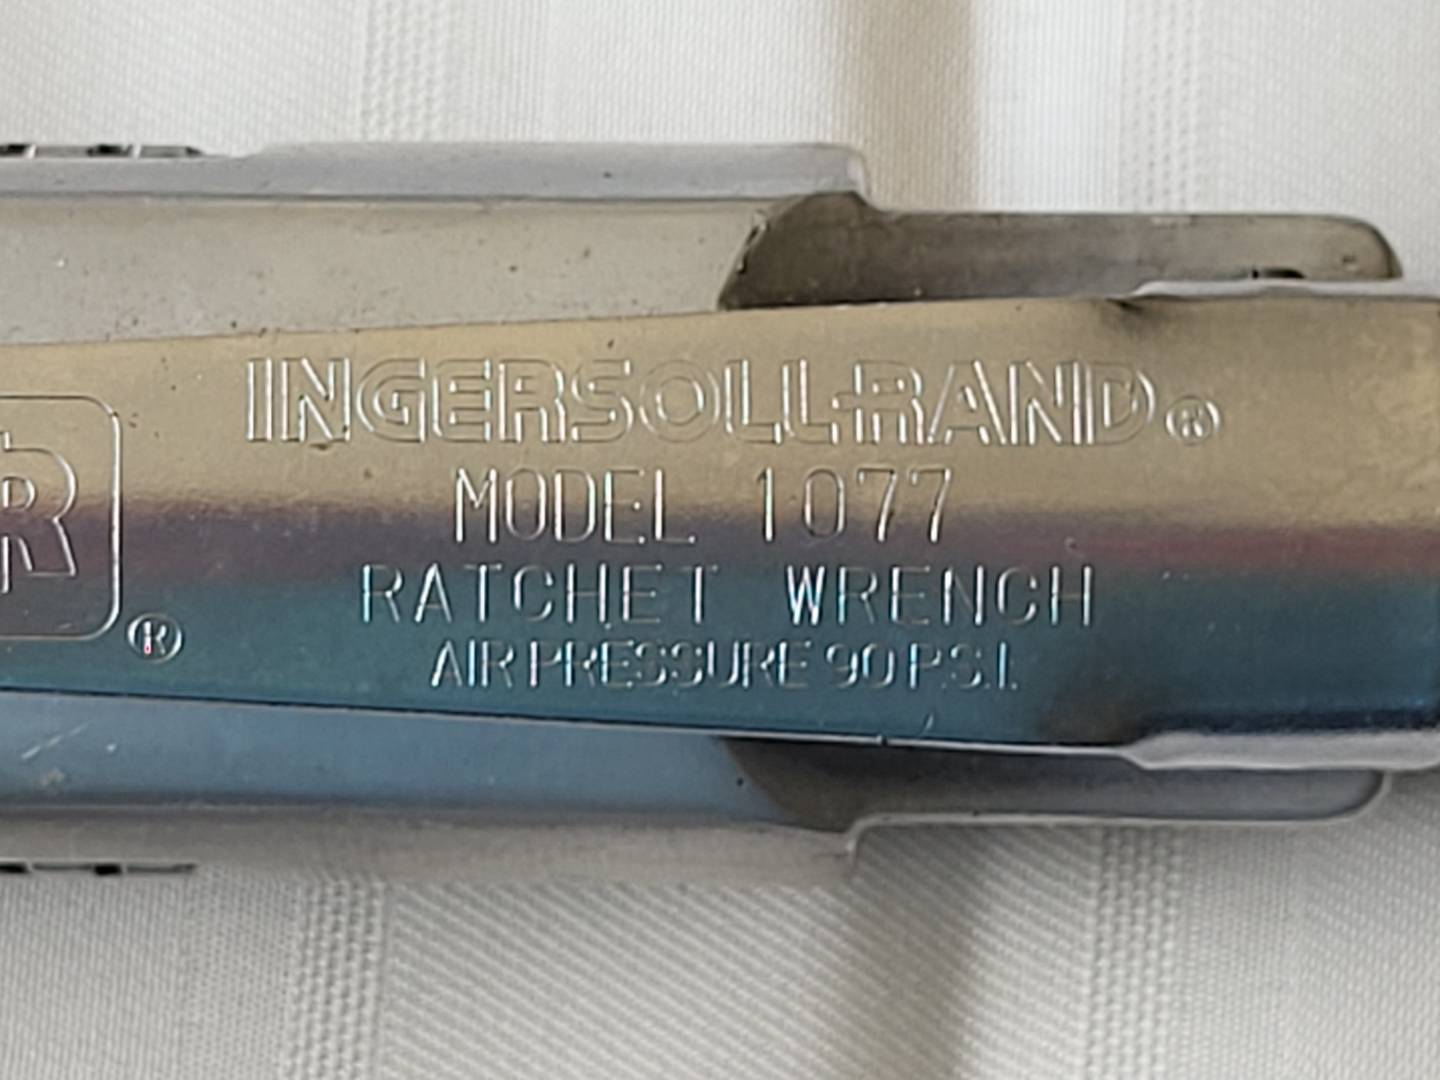 INGERSOLL-RAND®
MODEL 1077
RATCHET WRENCH
AIR PRESSURE 90 P.S.I.
R®